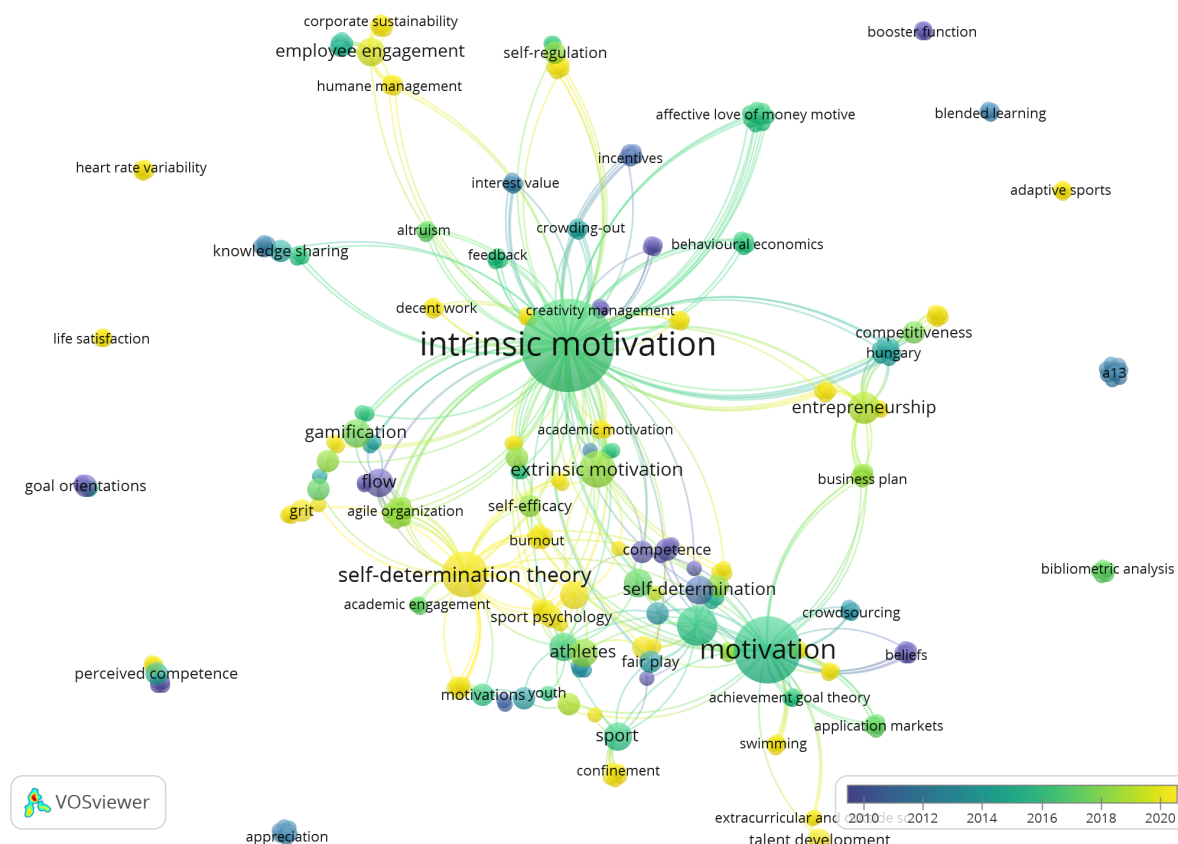 corporate sustainability
booster function
employee engagement
self-regulation
humane management
affective love of money motive
blended learning
incentives
heart rate variability
interest value
adaptive sports
altruism
crowding-out
knowledge sharing
feedback
behavioural economics
decent work
creativity management
life satisfaction
intrinsic motivation
competitiveness
hungary
a13
entrepreneurship
gamification
academic motivation
extrinsic motivation
goal orientations
flow
business plan
grit
agile organization
self-efficacy
burnout
competence
self-determination theory
bibliometric analysis
self-determination
academic engagement
sport psychology
crowdsourcing
athletes
motivation
fair play
beliefs
perceived competence
motivations
youth
achievement goal theory
application markets
sport
swimming
confinement
VOSviewer
extracurricular and outside sc
2010
2012
2014
2016
2018
2020
appreciation
talent development